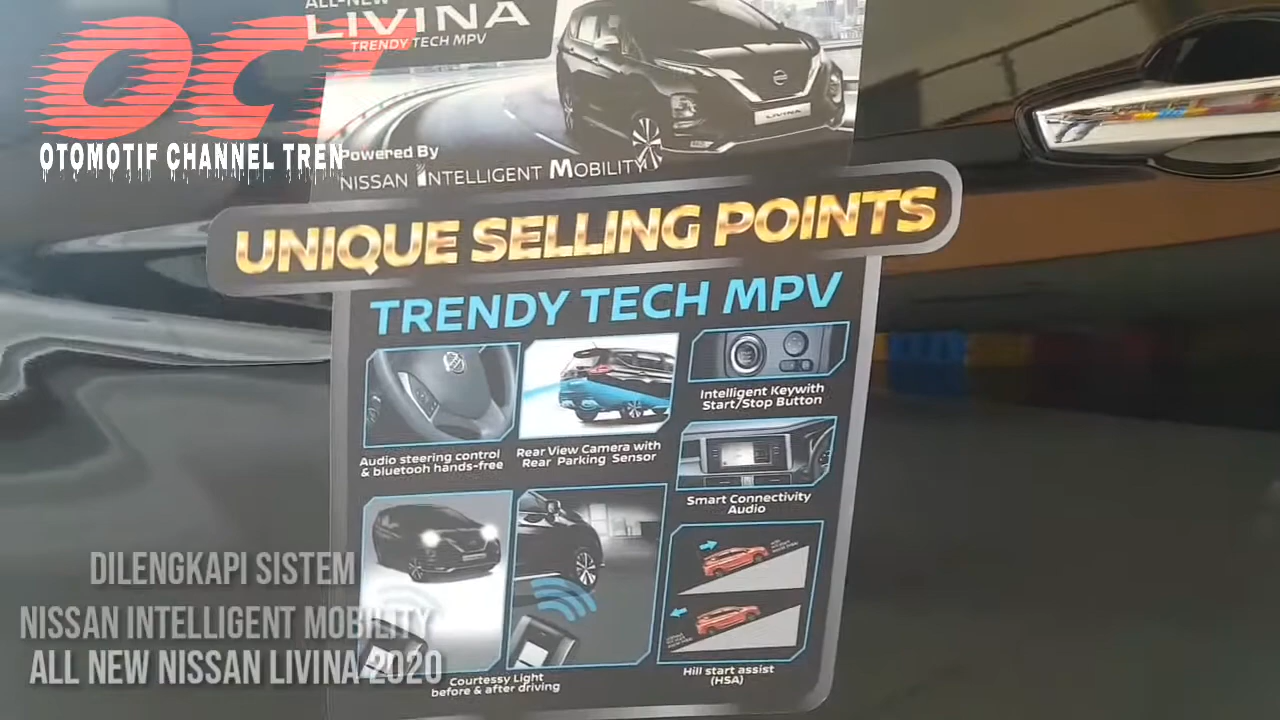 ALL-NEW
LIVINA
TRENDY TECH MPV
OCT
OTOMOTIF CHANNEL TREN
LIVINA
Powered By
NISSAN INTELLIGENT MOBILITY
UNIQUE SELLING POINTS
TRENDY TECH MPV
Intelligent Keywith
Start/Stop Button
Audio steering control
& bluetooh hands-free
Rear View Camera with
Rear Parking Sensor
Smart Connectivity
Audio
Hill start assist
(HSA)
Courtessy Light
before & after driving
DILENGKAPI SISTEM
NISSAN INTELLIGENT MOBILITY
ALL NEW NISSAN LIVINA 2020